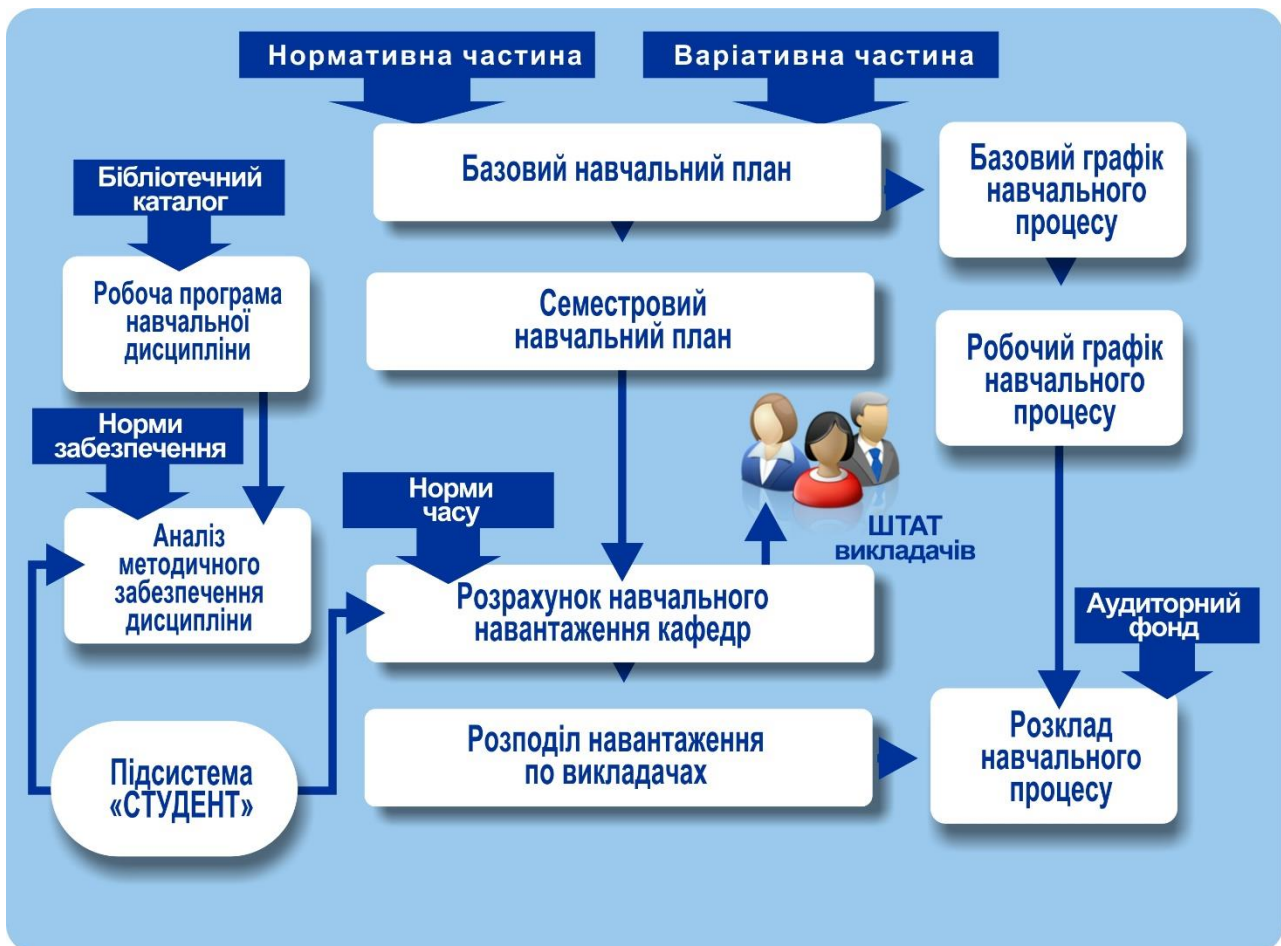 Нормативна частина
Варіативна частина
Базовий навчальний план
Базовий графік
навчального
процесу
Бібліотечний
каталог
Робоча програма
навчальної
дисципліни
Семестровий
навчальний план
Робочий графік
навчального
процесу
Норми
забезпечення
Норми
часу
ШТАТ
викладачів
Аналіз
методичного
забезпечення
дисципліни
Розрахунок навчального
навантаження кафедр
Аудиторний
фонд
Підсистема
«СТУДЕНТ»
Розподіл навантаження
по викладачах
Розклад
навчального
процесу